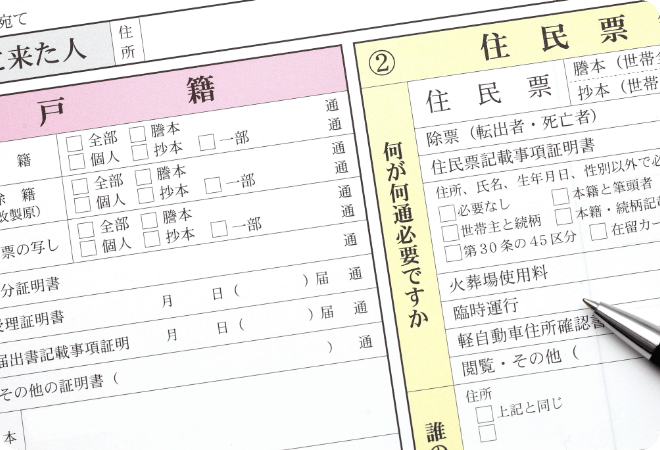 宛て
来た人
住所
戸籍
籍
全部 謄本
個人 抄本 一部
通
通
籍
改製原)
全部 謄本
個人 抄本 一部
通
通
票の写し
全部 謄本
個人 抄本 一部
通
分証明書
通
受理証明書 月 日( )届 通
届出書記載事項証明 月 日( )届 通
その他の証明書( ) 通
本
② 住民票
何が何通必要ですか
住民票
謄本(世帯
抄本(世帯
除票(転出者・死亡者)
住民票記載事項証明書
住所、氏名、生年月日、性別以外で必
必要なし 本籍と筆頭者
世帯主と続柄 本籍・続柄記
第30条の45区分 在留カー
火葬場使用料
臨時運行
軽自動車住所確認書
閲覧・その他(
誰の
住所
上記と同じ